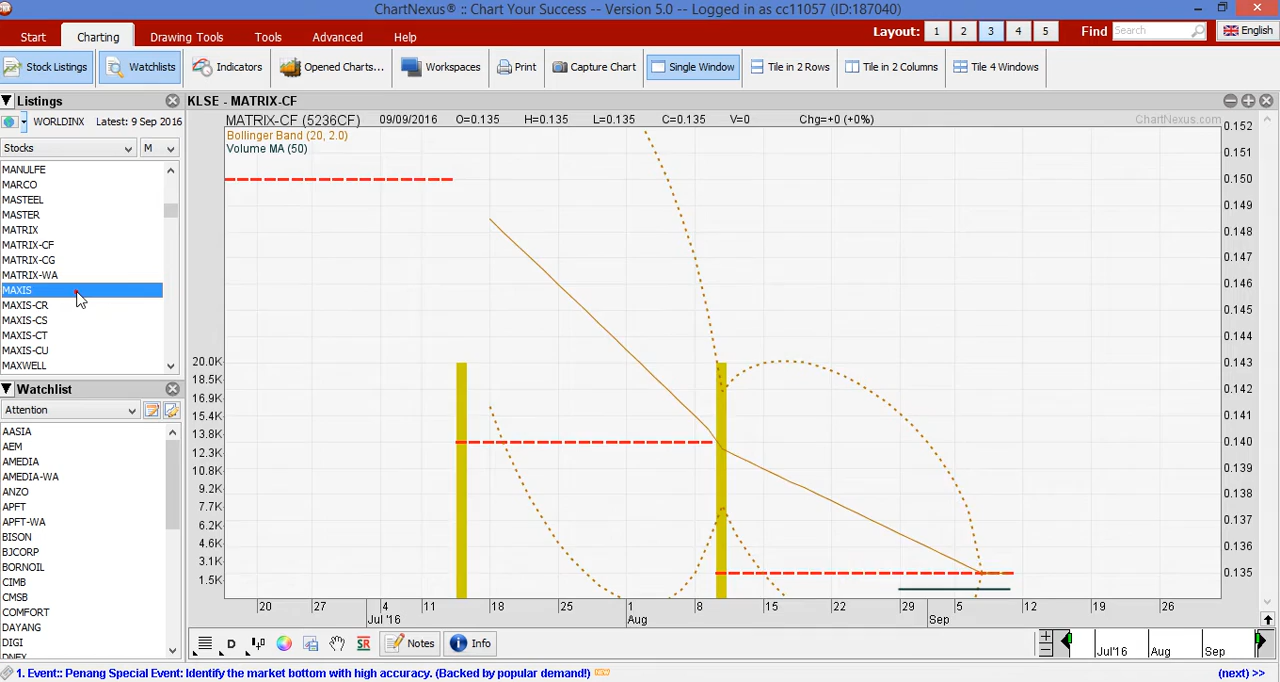 ChartNexus® :: Chart Your Success -- Version 5.0 -- Logged in as cc11057 (ID:187040)
Start Charting Drawing Tools Tools Advanced Help Layout: 1 2 3 4 5 Find Search English
Stock Listings Watchlists Indicators Opened Charts... Workspaces Print Capture Chart Single Window Tile in 2 Rows Tile in 2 Columns Tile 4 Windows
Listings
WORLDINX Latest: 9 Sep 2016
Stocks M
MANULFE
MARCO
MASTEEL
MASTER
MATRIX
MATRIX-CF
MATRIX-CG
MATRIX-WA
MAXIS
MAXIS-CR
MAXIS-CS
MAXIS-CT
MAXIS-CU
MAXWELL
Watchlist
Attention
AASIA
AEM
AMEDIA
AMEDIA-WA
ANZO
APFT
APFT-WA
BISON
BJCORP
BORNOIL
CIMB
CMSB
COMFORT
DAYANG
DIGI
DNEX
KLSE - MATRIX-CF
MATRIX-CF (5236CF) 09/09/2016 O=0.135 H=0.135 L=0.135 C=0.135 V=0 Chg=+0 (+0%) ChartNexus.com
Bollinger Band (20, 2.0)
Volume MA (50)
0.152
0.151
0.150
0.149
0.148
0.147
0.146
0.145
0.144
0.143
0.142
0.141
0.140
0.139
0.138
0.137
0.136
0.135
20.0K
18.5K
16.9K
15.4K
13.8K
12.3K
10.8K
9.2K
7.7K
6.2K
4.6K
3.1K
1.5K
20 27 4 11 18 25 1 8 15 22 29 5 12 19 26
Jul '16 Aug Sep
D SR Notes Info Jul'16 Aug Sep
1. Event:: Penang Special Event: Identify the market bottom with high accuracy. (Backed by popular demand!) (next) >>